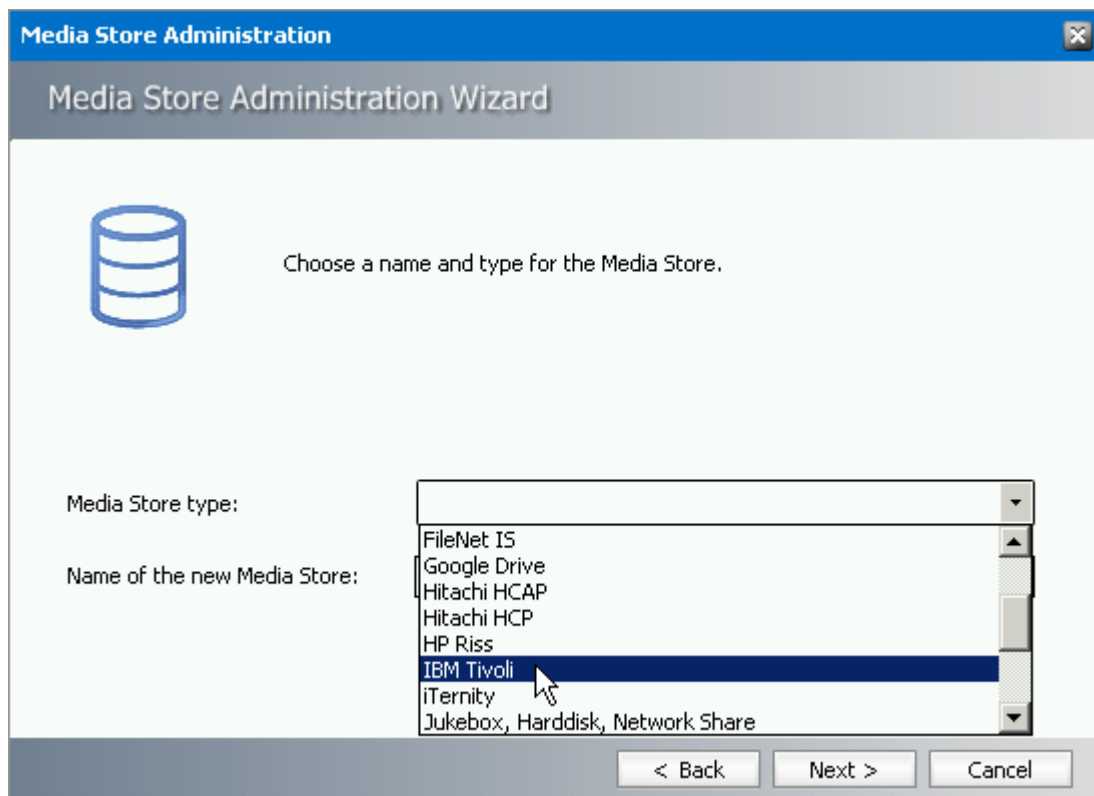 Media Store Administration
Media Store Administration Wizard
Choose a name and type for the Media Store.
Media Store type:
FileNet IS
Google Drive
Name of the new Media Store:
Hitachi HCAP
Hitachi HCP
HP Riss
IBM Tivoli
iTernity
Jukebox, Harddisk, Network Share
< Back Next > Cancel